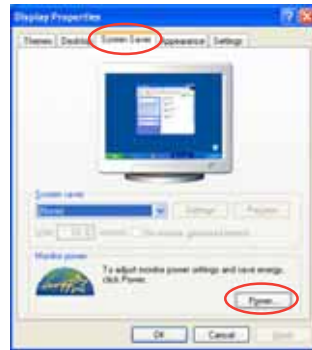 Display Properties
Themes Desktop Screen Saver Appearance Settings
Screen saver
Settings Preview
Monitor power
To adjust monitor power settings and save energy,
click Power.
Power...
OK Cancel